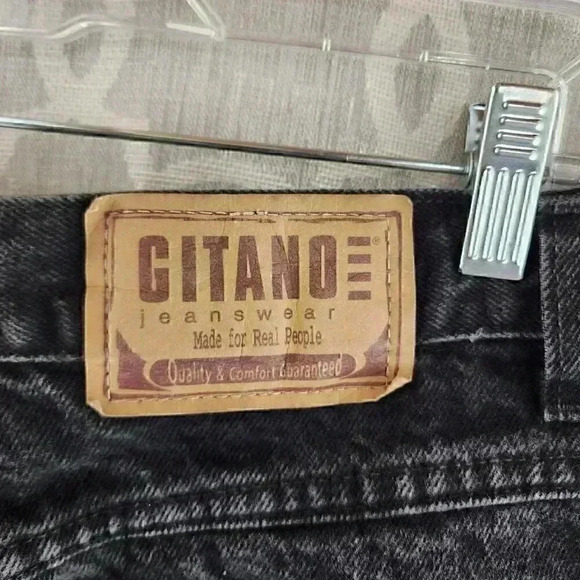 GITANO®
jeanswear
Made for Real People
Quality & Comfort Guaranteed